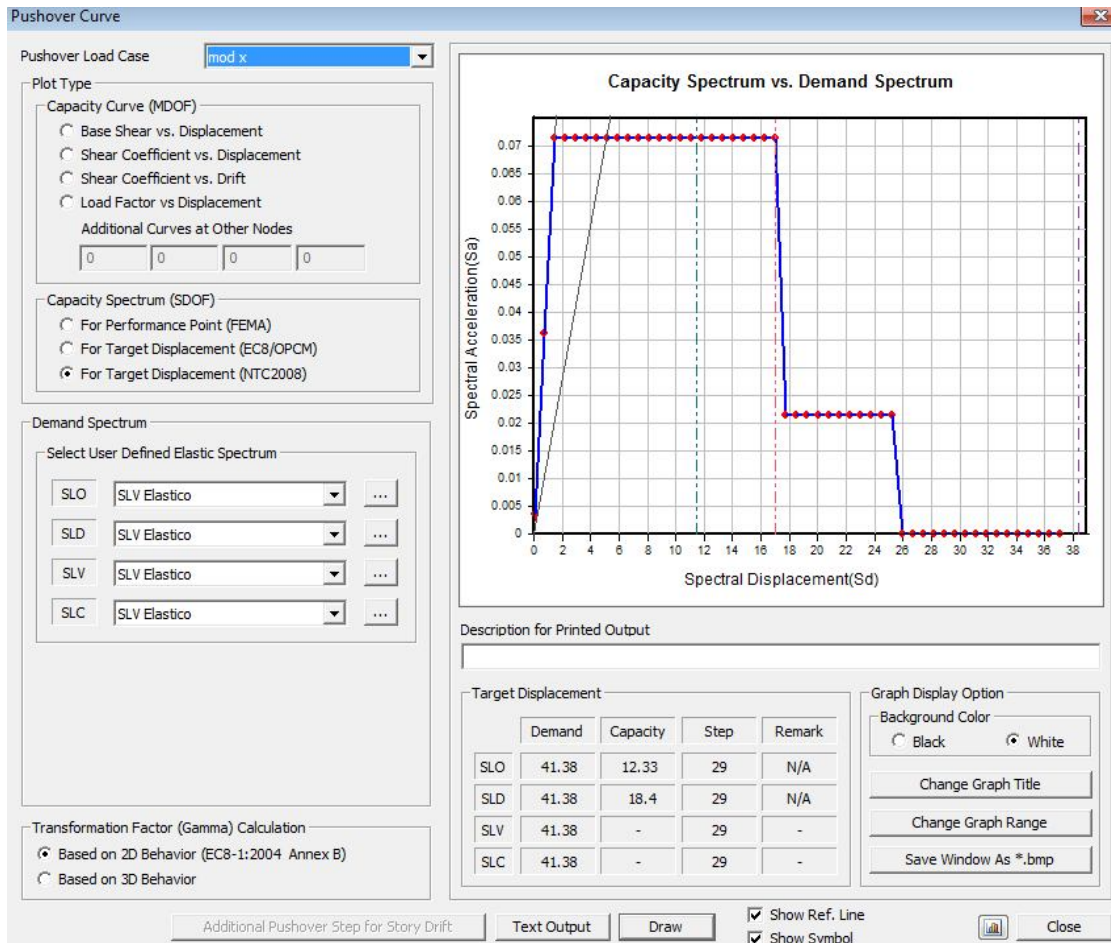 Pushover Curve
Pushover Load Case
mod x
Plot Type
Capacity Curve (MDOF)
Base Shear vs. Displacement
Shear Coefficient vs. Displacement
Shear Coefficient vs. Drift
Load Factor vs Displacement
Additional Curves at Other Nodes
0 0 0 0
Capacity Spectrum (SDOF)
For Performance Point (FEMA)
For Target Displacement (EC8/OPCM)
For Target Displacement (NTC2008)
Demand Spectrum
Select User Defined Elastic Spectrum
SLO SLV Elastico ...
SLD SLV Elastico ...
SLV SLV Elastico ...
SLC SLV Elastico ...
Transformation Factor (Gamma) Calculation
Based on 2D Behavior (EC8-1:2004 Annex B)
Based on 3D Behavior
Capacity Spectrum vs. Demand Spectrum
Spectral Acceleration(Sa)
0.07
0.065
0.06
0.055
0.05
0.045
0.04
0.035
0.03
0.025
0.02
0.015
0.01
0.005
0
0 2 4 6 8 10 12 14 16 18 20 22 24 26 28 30 32 34 36 38
Spectral Displacement(Sd)
Description for Printed Output
Target Displacement
Demand Capacity Step Remark
SLO 41.38 12.33 29 N/A
SLD 41.38 18.4 29 N/A
SLV 41.38 - 29 -
SLC 41.38 - 29 -
Graph Display Option
Background Color
Black White
Change Graph Title
Change Graph Range
Save Window As *.bmp
Additional Pushover Step for Story Drift
Text Output
Draw
Show Ref. Line
Show Symbol
Close